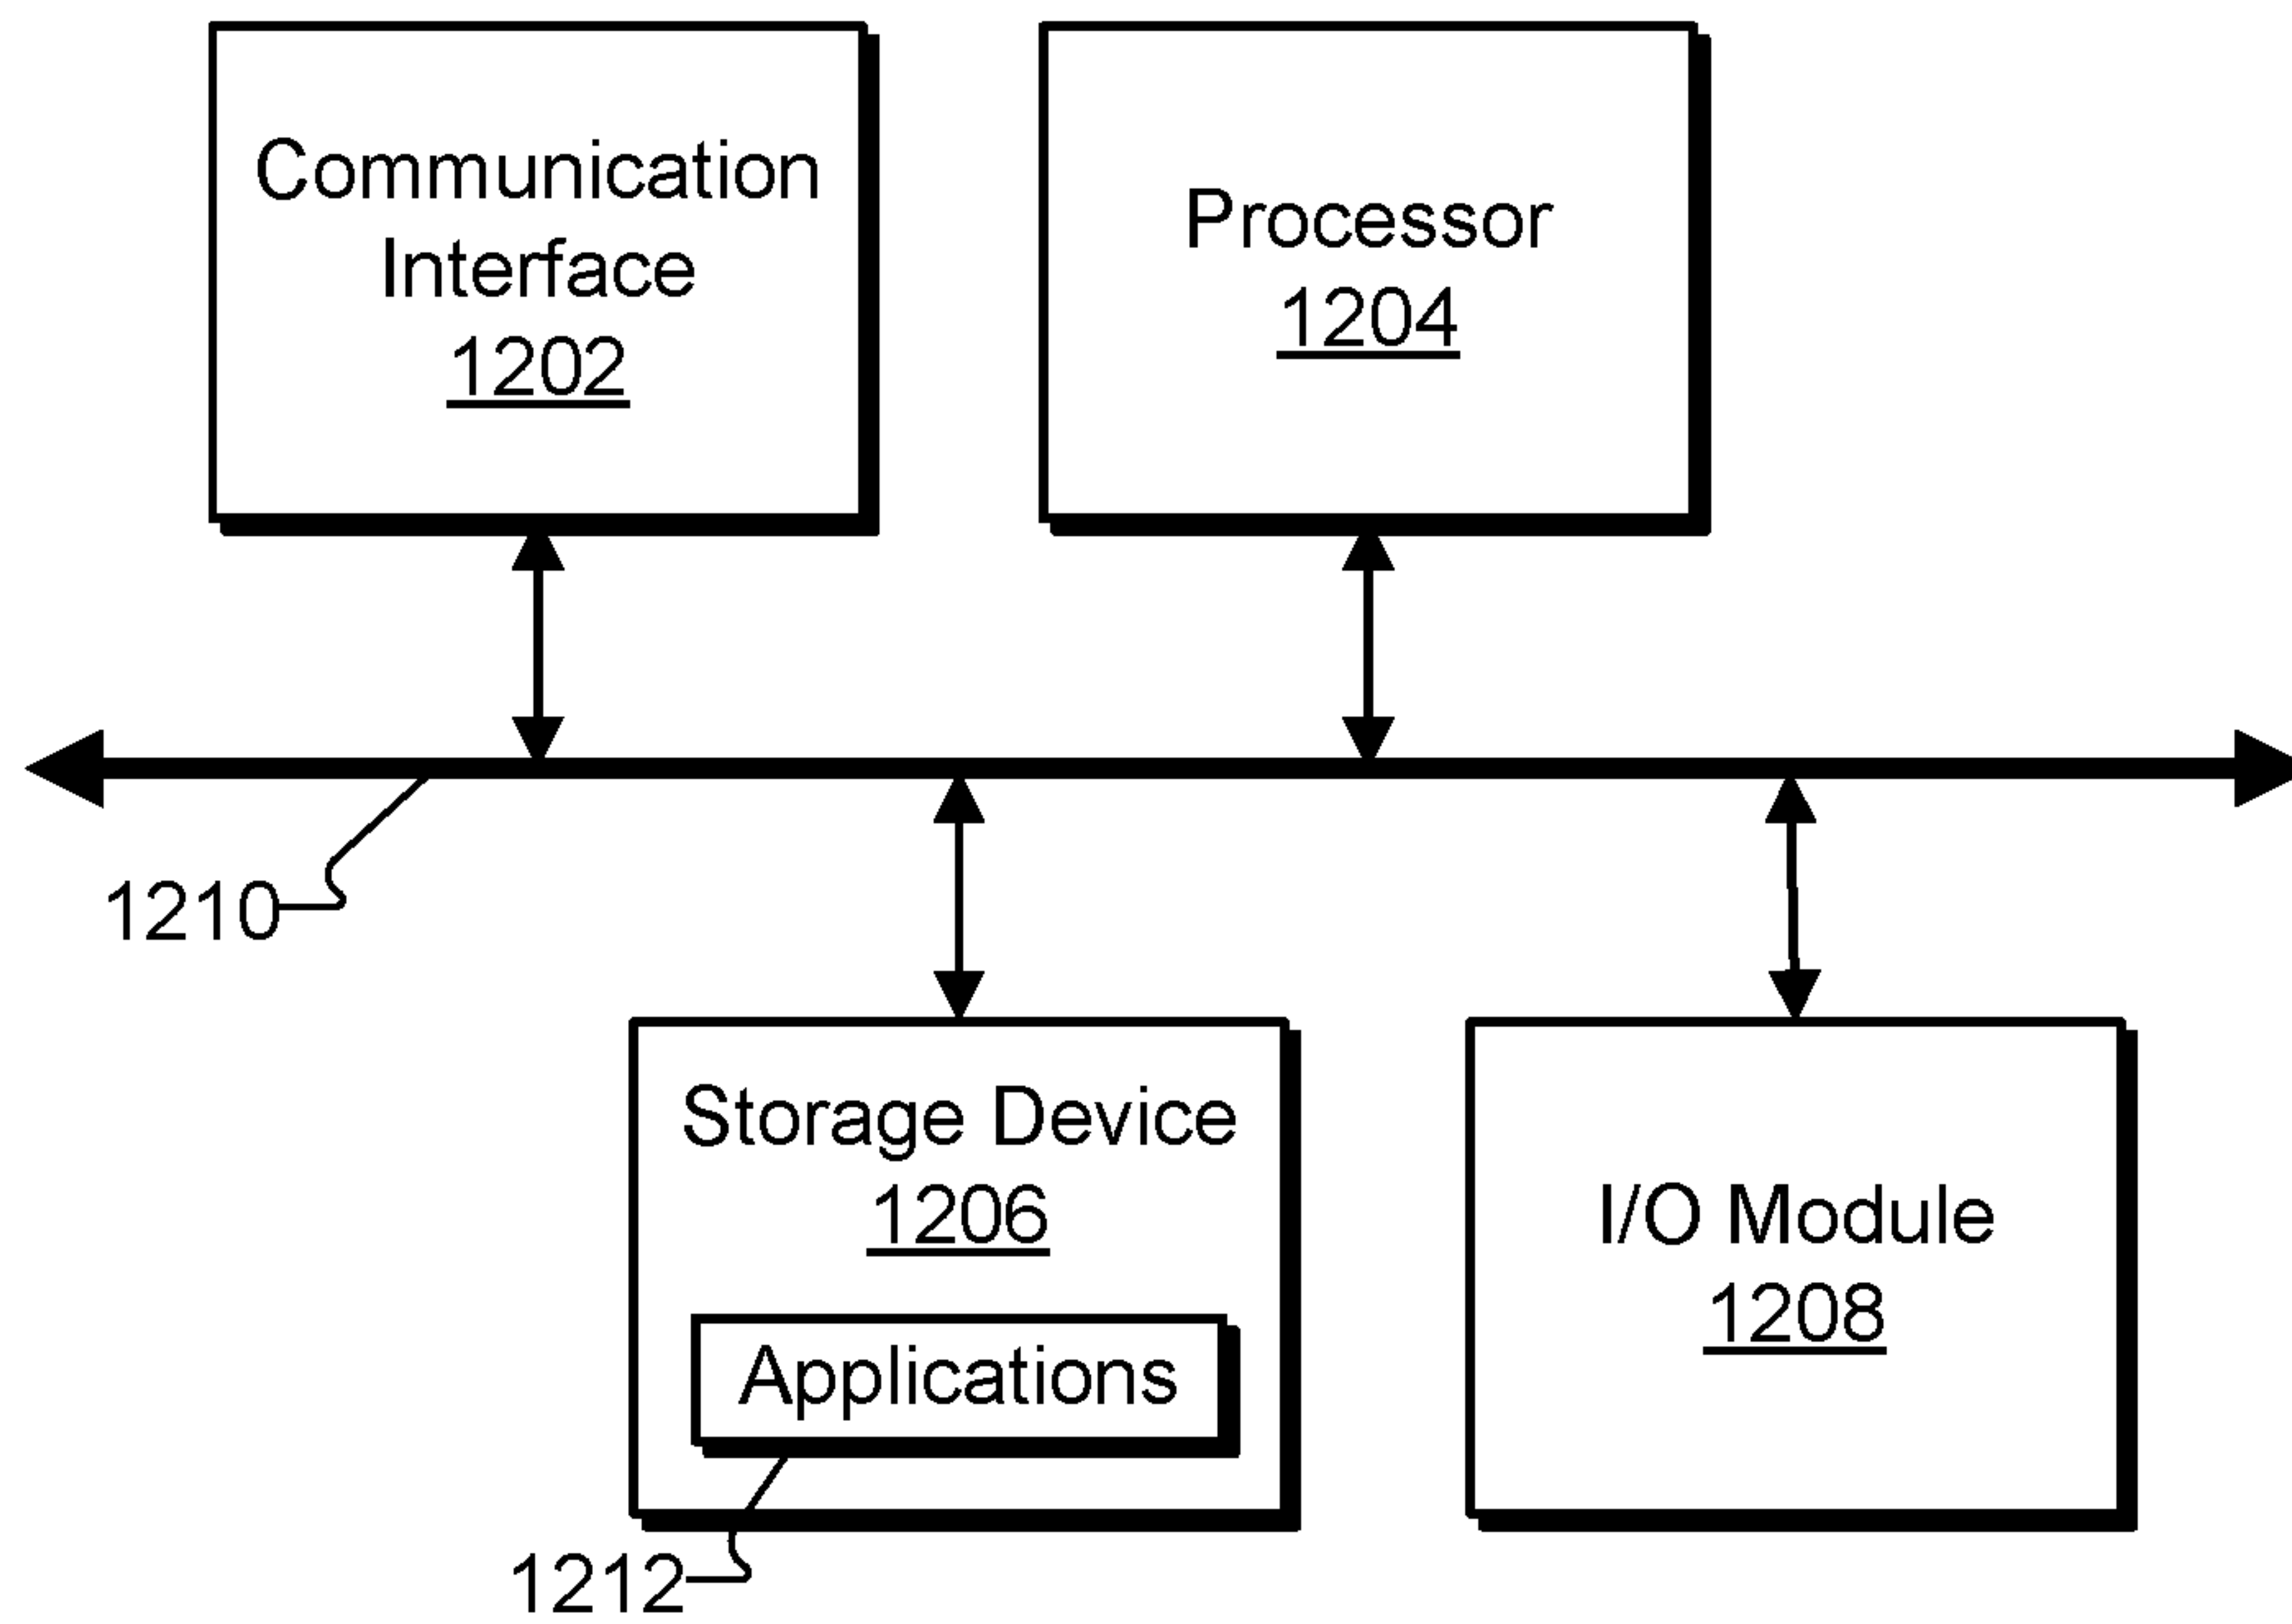 Communication
Interface
1202
Processor
1204
1210
Storage Device
1206
Applications
1212
I/O Module
1208